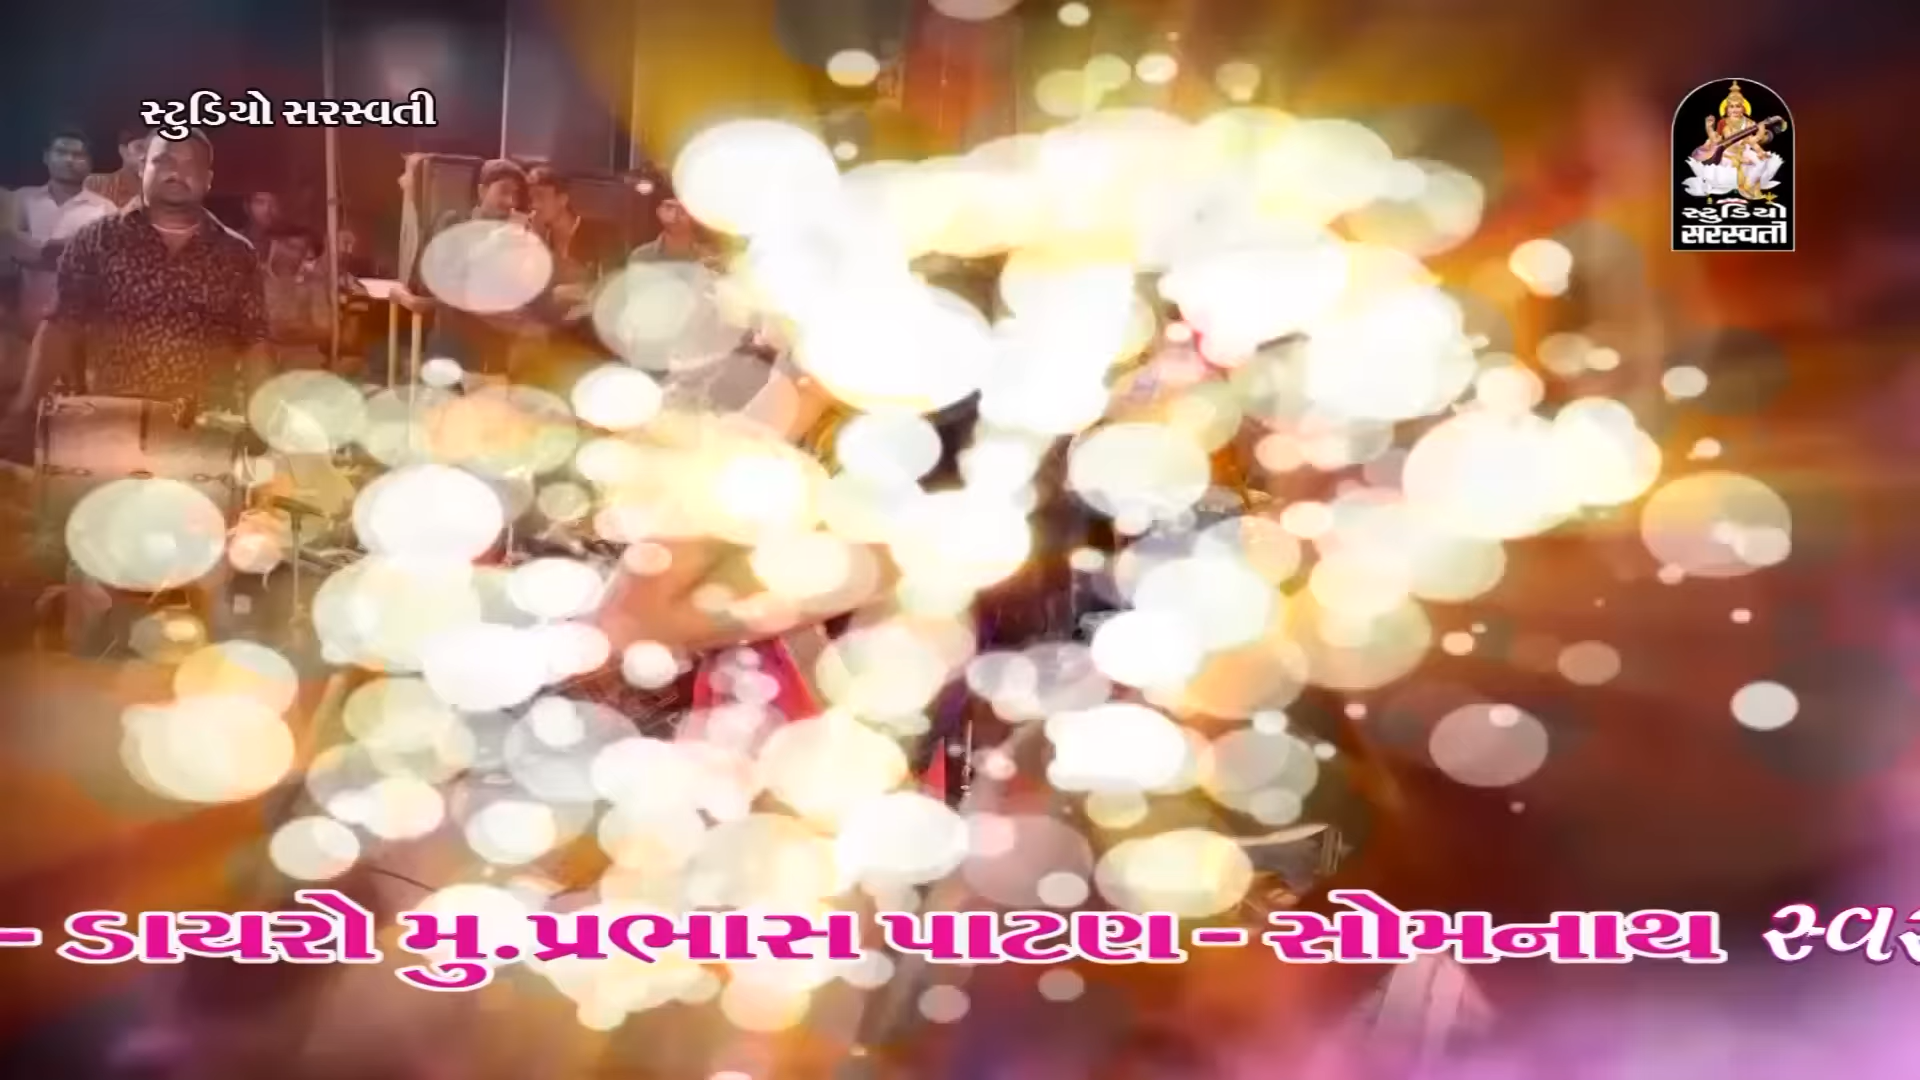 સ્ટુડિયો સરસ્વતી
સ્ટુડિયો
સરસ્વતી
- ડાયરો મુ.પ્રભાસ પાટણ - સોમનાથ